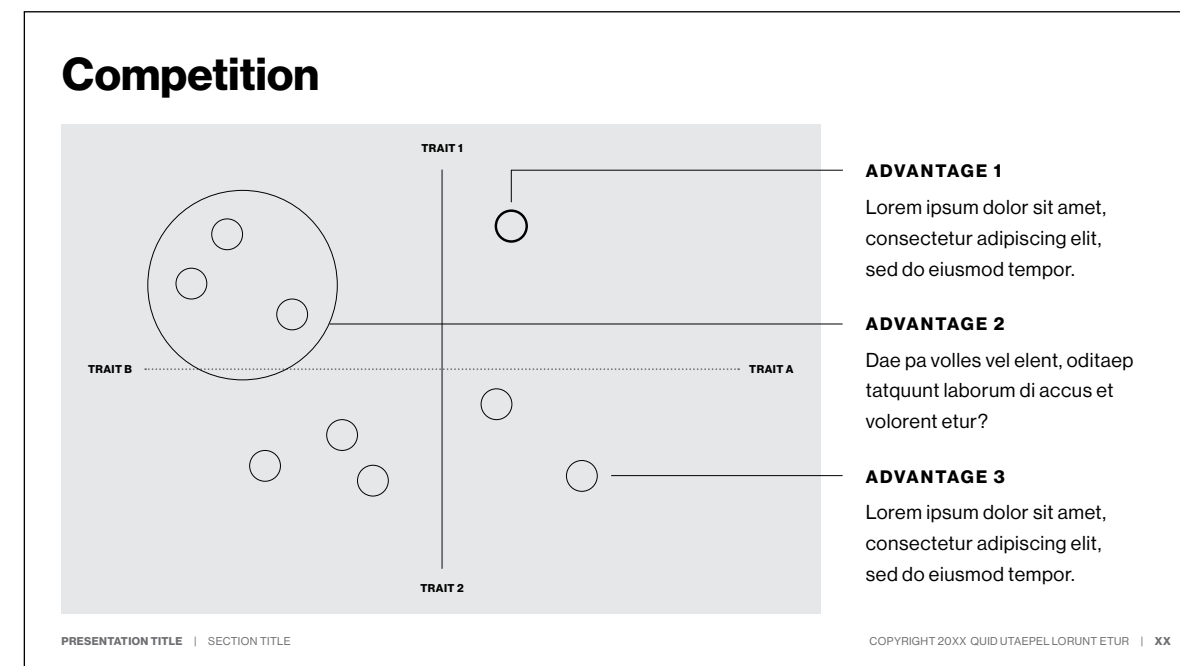 Competition
TRAIT 1
TRAIT B
TRAIT A
TRAIT 2
ADVANTAGE 1
Lorem ipsum dolor sit amet,
consectetur adipiscing elit,
sed do eiusmod tempor.
ADVANTAGE 2
Dae pa volles vel elent, oditaep
tatquunt laborum di accus et
volorent etur?
ADVANTAGE 3
Lorem ipsum dolor sit amet,
consectetur adipiscing elit,
sed do eiusmod tempor.
PRESENTATION TITLE | SECTION TITLE
COPYRIGHT 20XX QUID UTAEPEL LORUNT ETUR | XX